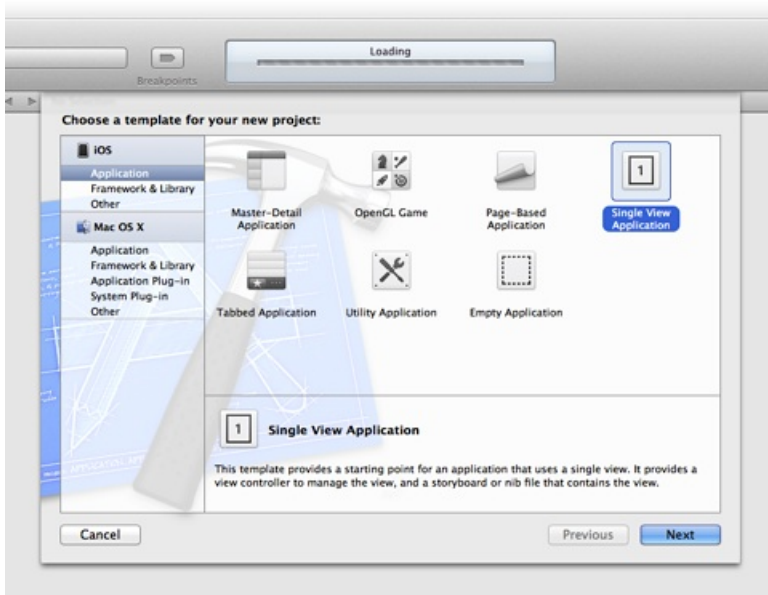 Loading
Breakpoints
Choose a template for your new project:
iOS
Application
Framework & Library
Other
Mac OS X
Application
Framework & Library
Application Plug-in
System Plug-in
Other
Master-Detail
Application
OpenGL Game
Page-Based
Application
1
Single View
Application
Tabbed Application
Utility Application
Empty Application
1
Single View Application
This template provides a starting point for an application that uses a single view. It provides a
view controller to manage the view, and a storyboard or nib file that contains the view.
Cancel
Previous
Next